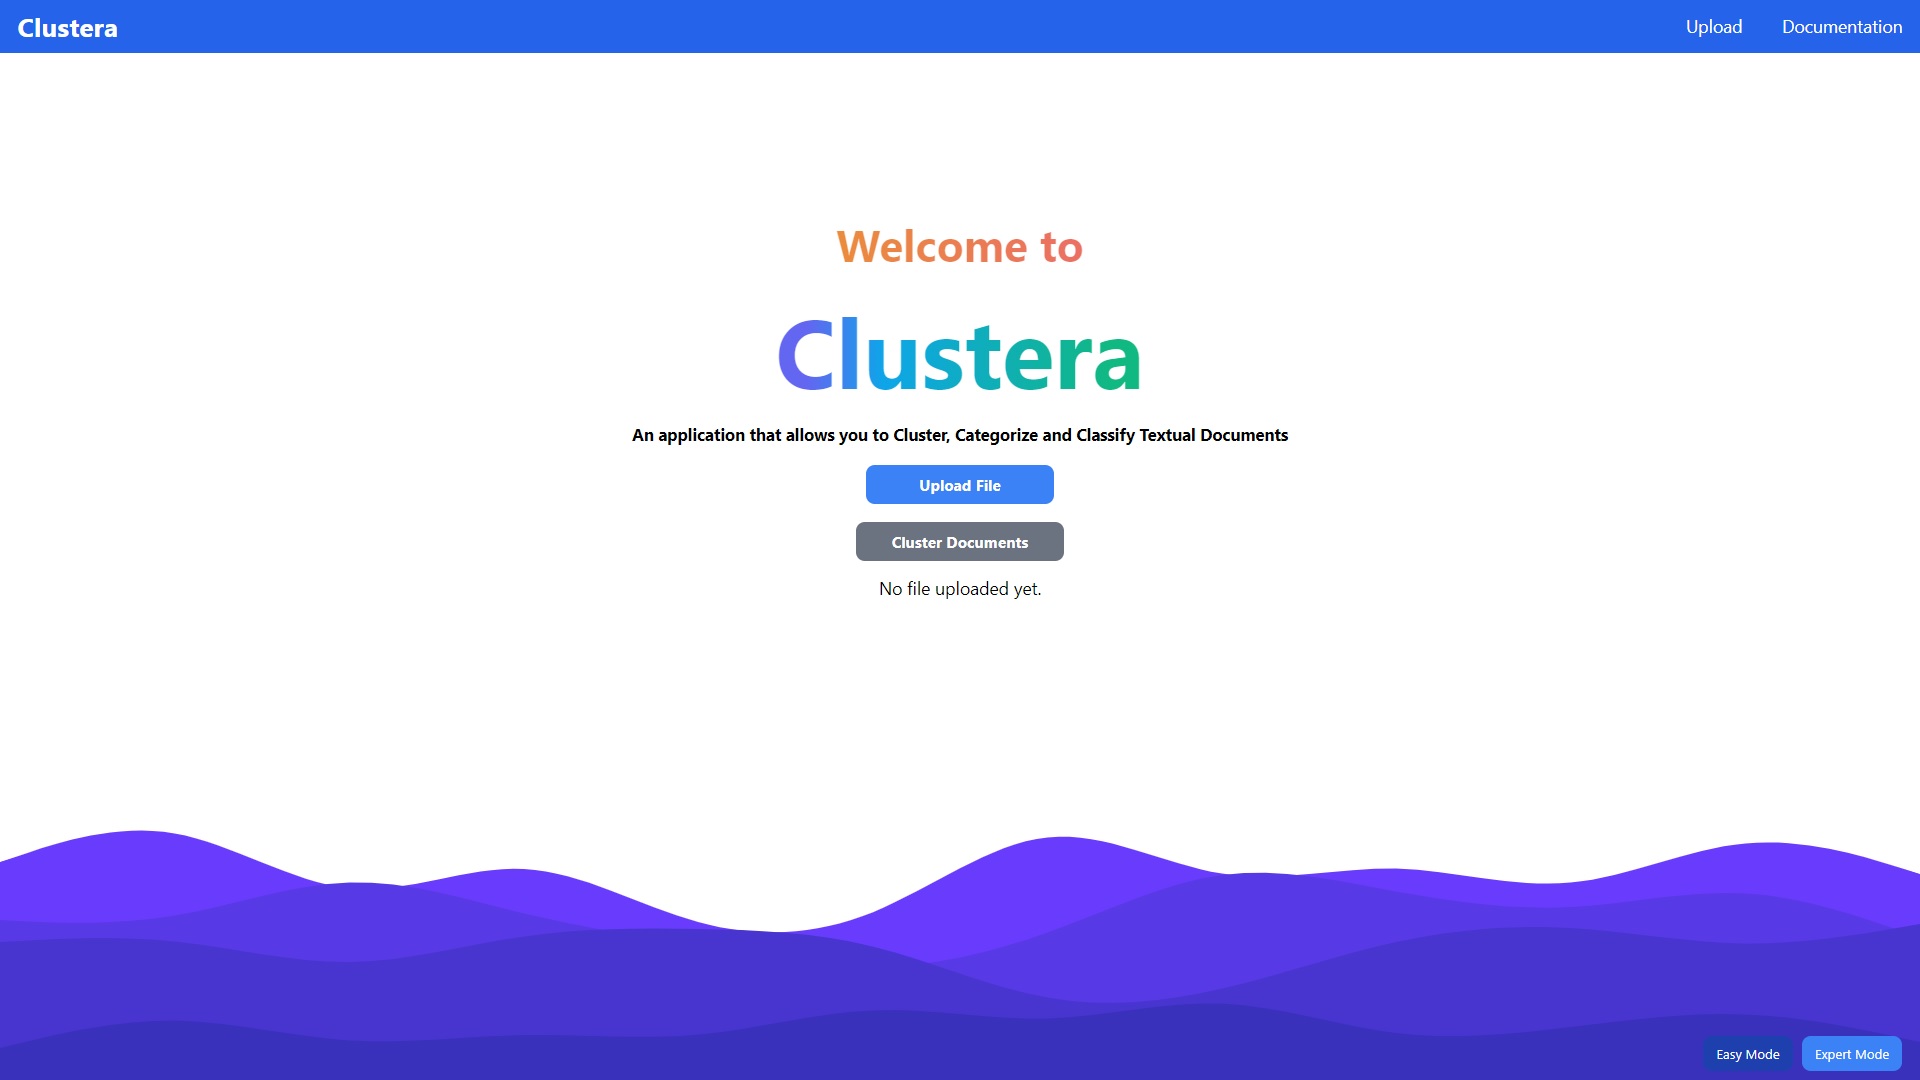 Clustera
Upload
Documentation
Welcome to
Clustera
An application that allows you to Cluster, Categorize and Classify Textual Documents
Upload File
Cluster Documents
No file uploaded yet.
Easy Mode
Expert Mode